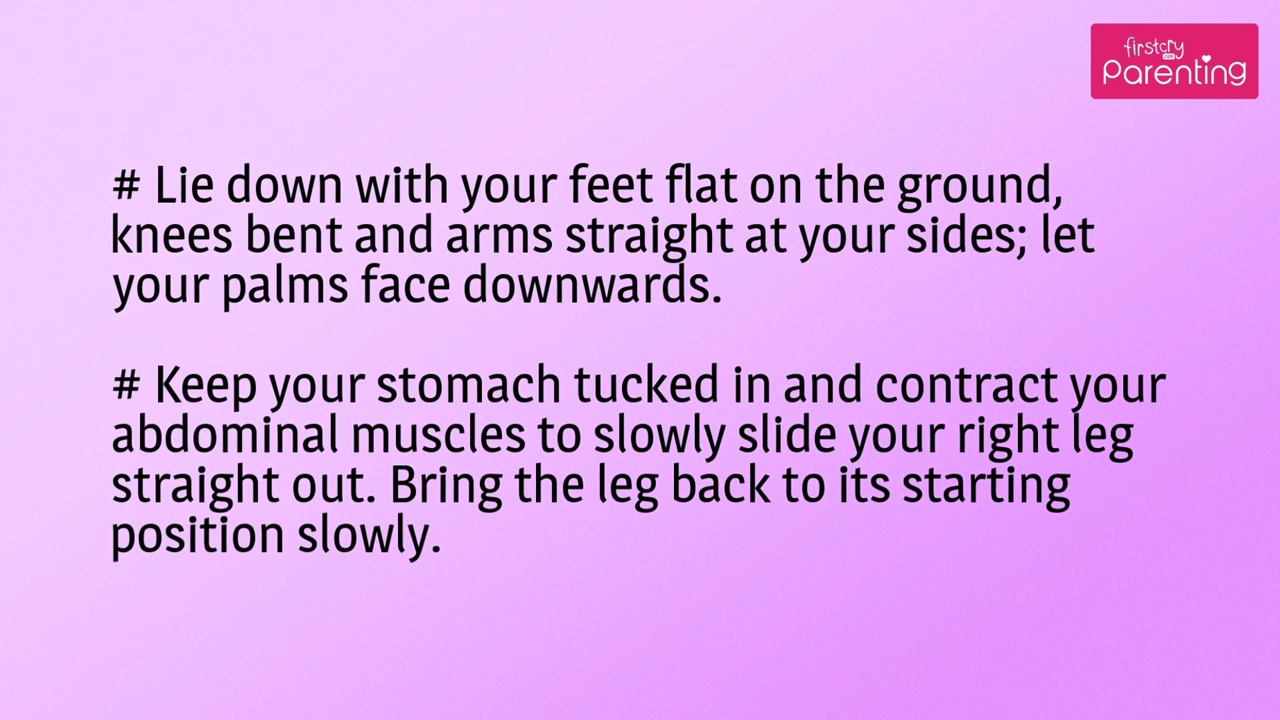 firstcry
.com
Parenting
# Lie down with your feet flat on the ground,
knees bent and arms straight at your sides; let
your palms face downwards.
# Keep your stomach tucked in and contract your
abdominal muscles to slowly slide your right leg
straight out. Bring the leg back to its starting
position slowly.